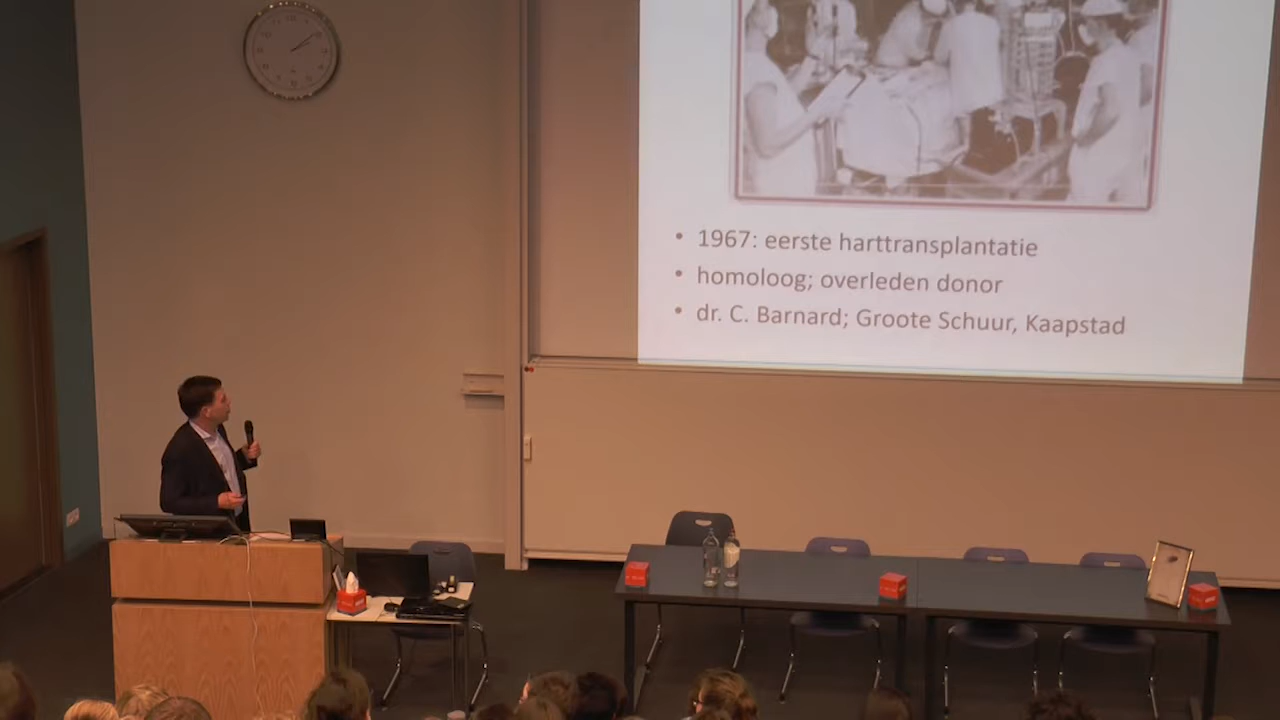 • 1967: eerste harttransplantatie
• homoloog; overleden donor
• dr. C. Barnard; Groote Schuur, Kaapstad